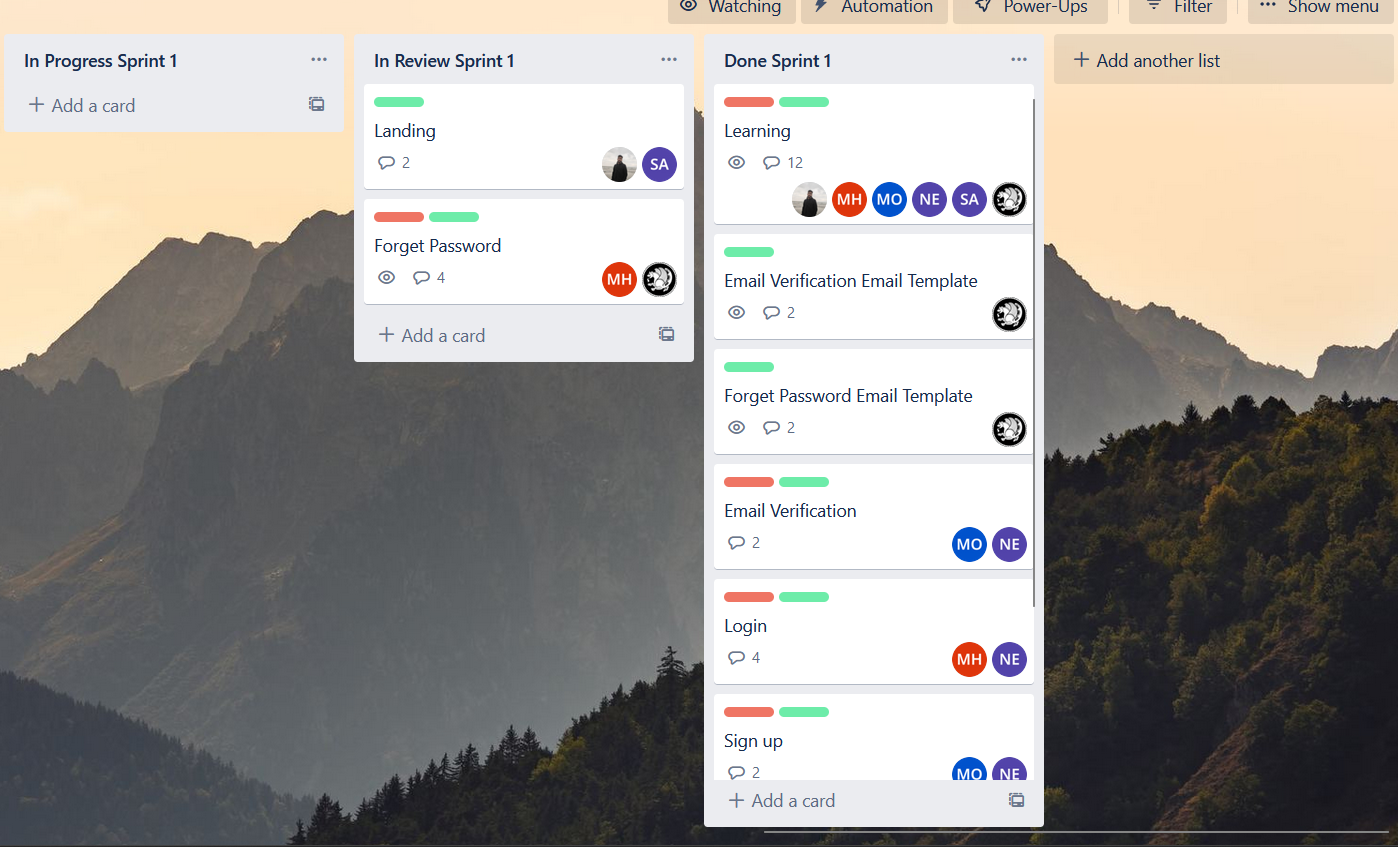 Watching
Automation
Power-Ups
Filter
Show menu
In Progress Sprint 1
Add a card
In Review Sprint 1
Landing
2
SA
Forget Password
4
MH
Add a card
Done Sprint 1
Learning
12
MH MO NE SA
Email Verification Email Template
2
Forget Password Email Template
2
Email Verification
2
MO NE
Login
4
MH NE
Sign up
2
MO NE
Add a card
Add another list